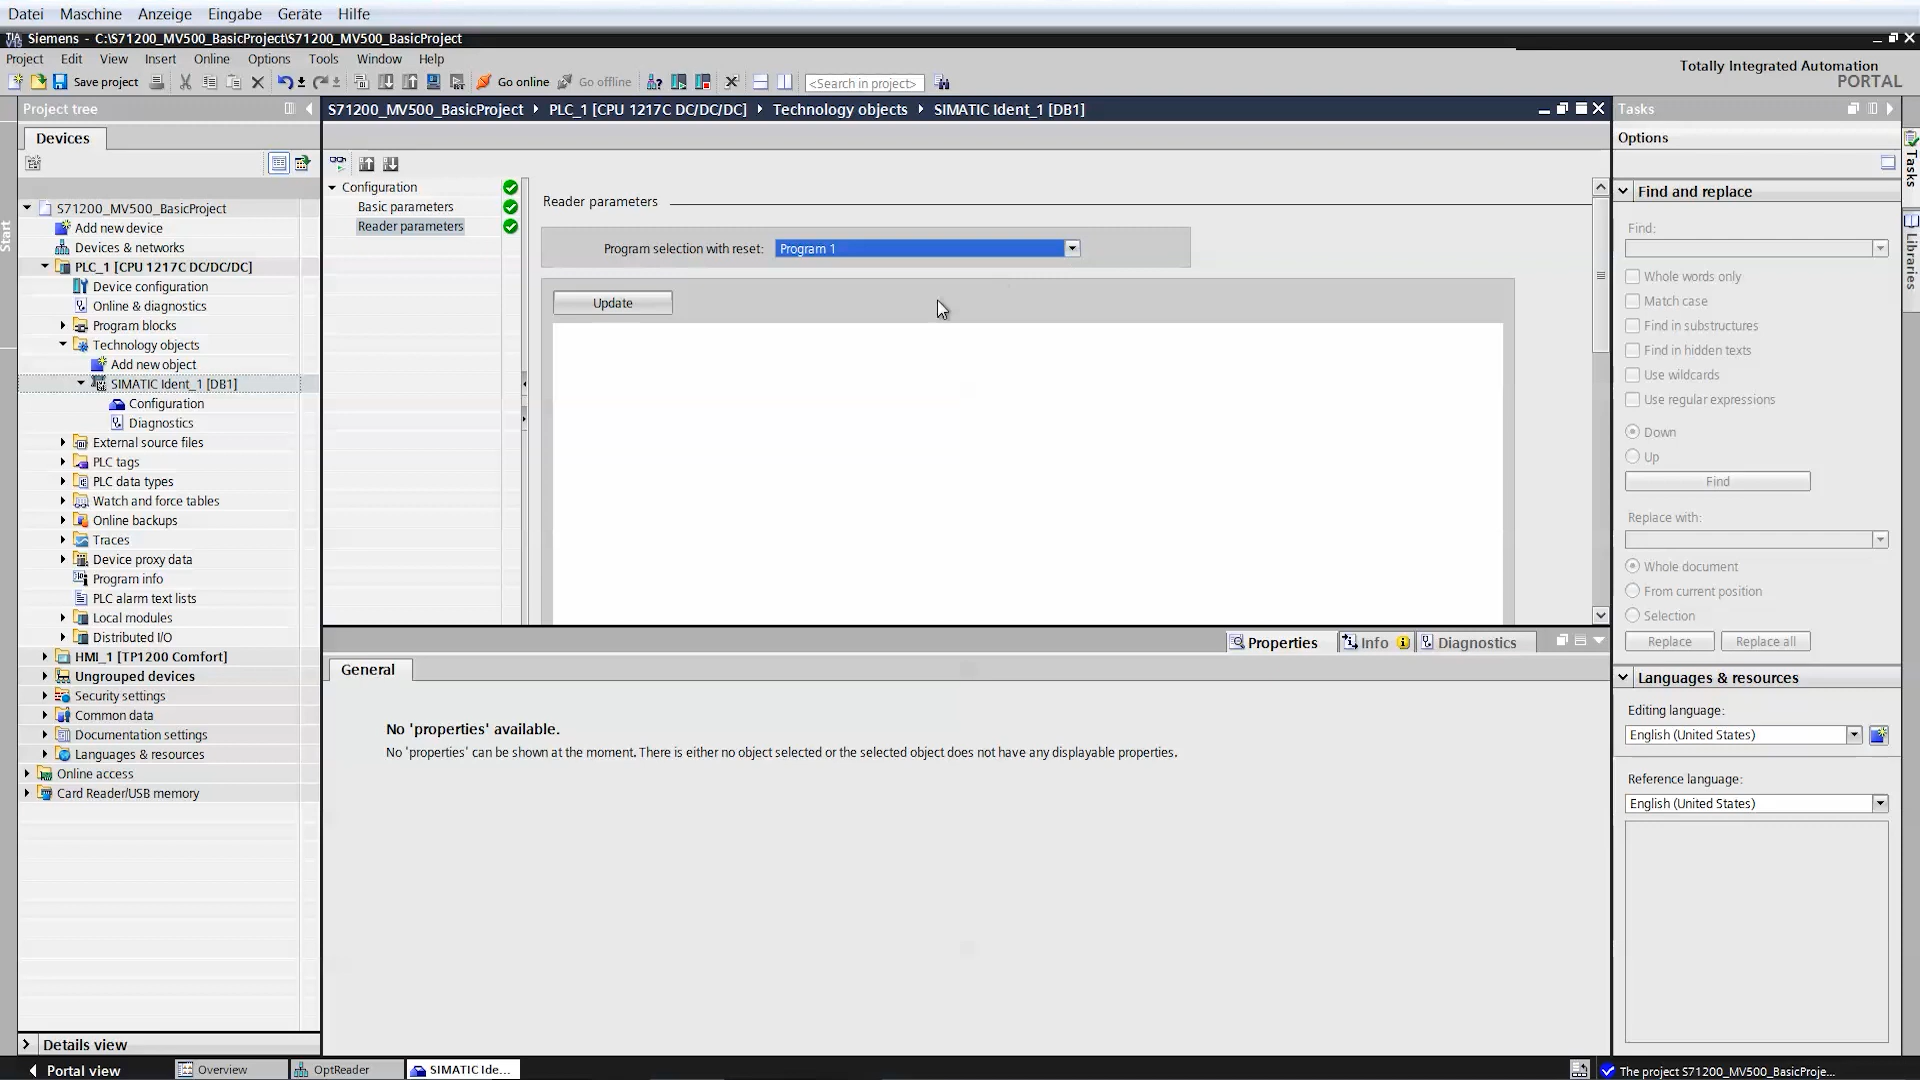 Datei Maschine Anzeige Eingabe Geräte Hilfe
Siemens - C:\S71200_MV500_BasicProject\S71200_MV500_BasicProject
Project Edit View Insert Online Options Tools Window Help
Totally Integrated Automation
PORTAL
Save project Go online Go offline <Search in project>
Project tree
S71200_MV500_BasicProject PLC_1 [CPU 1217C DC/DC/DC] Technology objects SIMATIC Ident_1 [DB1]
Tasks
Devices
Options
Start
S71200_MV500_BasicProject
Add new device
Devices & networks
PLC_1 [CPU 1217C DC/DC/DC]
Device configuration
Online & diagnostics
Program blocks
Technology objects
Add new object
SIMATIC Ident_1 [DB1]
Configuration
Diagnostics
External source files
PLC tags
PLC data types
Watch and force tables
Online backups
Traces
Device proxy data
Program info
PLC alarm text lists
Local modules
Distributed I/O
HMI_1 [TP1200 Comfort]
Ungrouped devices
Security settings
Common data
Documentation settings
Languages & resources
Online access
Card Reader/USB memory
Details view
Configuration
Basic parameters
Reader parameters
Reader parameters
Program selection with reset: Program 1
Update
Properties Info Diagnostics
General
No 'properties' available.
No 'properties' can be shown at the moment. There is either no object selected or the selected object does not have any displayable properties.
Find and replace
Find:
Whole words only
Match case
Find in substructures
Find in hidden texts
Use wildcards
Use regular expressions
Down
Up
Find
Replace with:
Whole document
From current position
Selection
Replace Replace all
Languages & resources
Editing language:
English (United States)
Reference language:
English (United States)
Tasks
Libraries
Portal view Overview OptReader SIMATIC Ide... The project S71200_MV500_BasicProje...